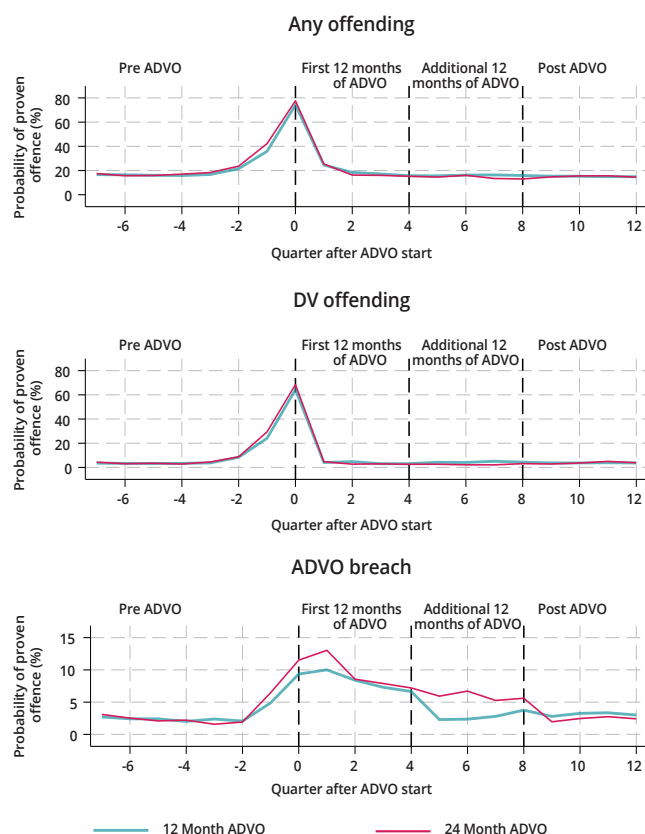 Any offending
Pre ADVO
First 12 months
of ADVO
Additional 12
months of ADVO
Post ADVO
Probability of proven
offence (%)
80
60
40
20
0
-6 -4 -2 0 2 4 6 8 10 12
Quarter after ADVO start
DV offending
Pre ADVO
First 12 months
of ADVO
Additional 12
months of ADVO
Post ADVO
Probability of proven
offence (%)
80
60
40
20
0
-6 -4 -2 0 2 4 6 8 10 12
Quarter after ADVO start
ADVO breach
Pre ADVO
First 12 months
of ADVO
Additional 12
months of ADVO
Post ADVO
Probability of proven
offence (%)
15
10
5
0
-6 -4 -2 0 2 4 6 8 10 12
Quarter after ADVO start
12 Month ADVO 24 Month ADVO